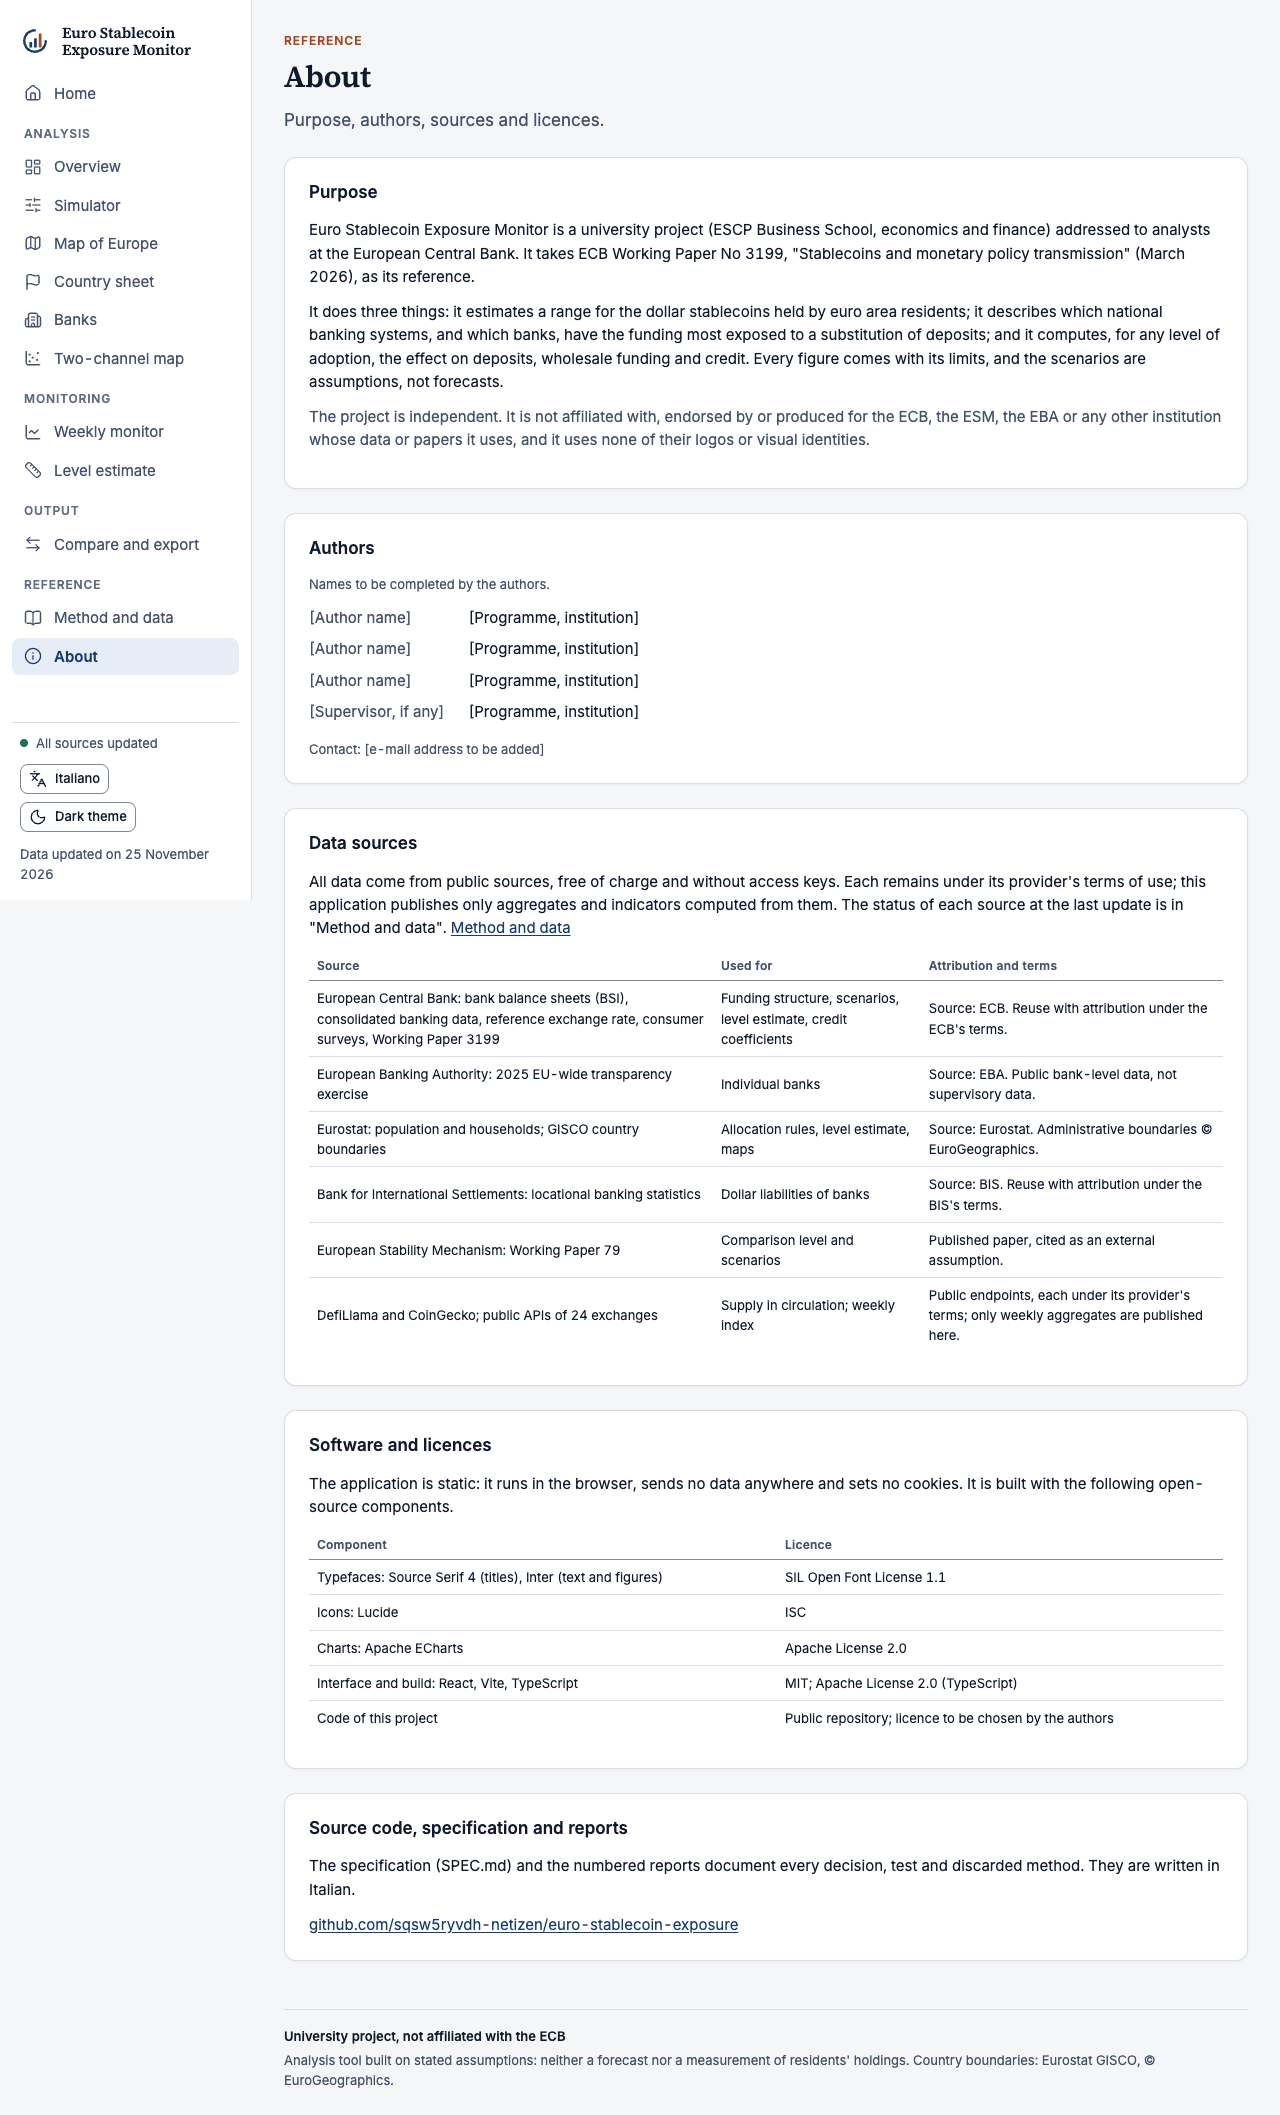 Euro Stablecoin
Exposure Monitor
Home
ANALYSIS
Overview
Simulator
Map of Europe
Country sheet
Banks
Two-channel map
MONITORING
Weekly monitor
Level estimate
OUTPUT
Compare and export
REFERENCE
Method and data
About
All sources updated
Italiano
Dark theme
Data updated on 25 November
2026
REFERENCE
About
Purpose, authors, sources and licences.
Purpose
Euro Stablecoin Exposure Monitor is a university project (ESCP Business School, economics and finance) addressed to analysts
at the European Central Bank. It takes ECB Working Paper No 3199, "Stablecoins and monetary policy transmission" (March
2026), as its reference.
It does three things: it estimates a range for the dollar stablecoins held by euro area residents; it describes which national
banking systems, and which banks, have the funding most exposed to a substitution of deposits; and it computes, for any level of
adoption, the effect on deposits, wholesale funding and credit. Every figure comes with its limits, and the scenarios are
assumptions, not forecasts.
The project is independent. It is not affiliated with, endorsed by or produced for the ECB, the ESM, the EBA or any other institution
whose data or papers it uses, and it uses none of their logos or visual identities.
Authors
Names to be completed by the authors.
[Author name] [Programme, institution]
[Author name] [Programme, institution]
[Author name] [Programme, institution]
[Supervisor, if any] [Programme, institution]
Contact: [e-mail address to be added]
Data sources
All data come from public sources, free of charge and without access keys. Each remains under its provider's terms of use; this
application publishes only aggregates and indicators computed from them. The status of each source at the last update is in
"Method and data". Method and data
Source Used for Attribution and terms
European Central Bank: bank balance sheets (BSI),
consolidated banking data, reference exchange rate, consumer
surveys, Working Paper 3199
Funding structure, scenarios,
level estimate, credit
coefficients
Source: ECB. Reuse with attribution under the
ECB's terms.
European Banking Authority: 2025 EU-wide transparency
exercise
Individual banks
Source: EBA. Public bank-level data, not
supervisory data.
Eurostat: population and households; GISCO country
boundaries
Allocation rules, level estimate,
maps
Source: Eurostat. Administrative boundaries ©
EuroGeographics.
Bank for International Settlements: locational banking statistics
Dollar liabilities of banks
Source: BIS. Reuse with attribution under the
BIS's terms.
European Stability Mechanism: Working Paper 79
Comparison level and
scenarios
Published paper, cited as an external
assumption.
DefiLlama and CoinGecko; public APIs of 24 exchanges
Supply in circulation; weekly
index
Public endpoints, each under its provider's
terms; only weekly aggregates are published
here.
Software and licences
The application is static: it runs in the browser, sends no data anywhere and sets no cookies. It is built with the following open-
source components.
Component Licence
Typefaces: Source Serif 4 (titles), Inter (text and figures) SIL Open Font License 1.1
Icons: Lucide ISC
Charts: Apache ECharts Apache License 2.0
Interface and build: React, Vite, TypeScript MIT; Apache License 2.0 (TypeScript)
Code of this project Public repository; licence to be chosen by the authors
Source code, specification and reports
The specification (SPEC.md) and the numbered reports document every decision, test and discarded method. They are written in
Italian.
github.com/sqsw5ryvdh-netizen/euro-stablecoin-exposure
University project, not affiliated with the ECB
Analysis tool built on stated assumptions: neither a forecast nor a measurement of residents' holdings. Country boundaries: Eurostat GISCO, ©
EuroGeographics.